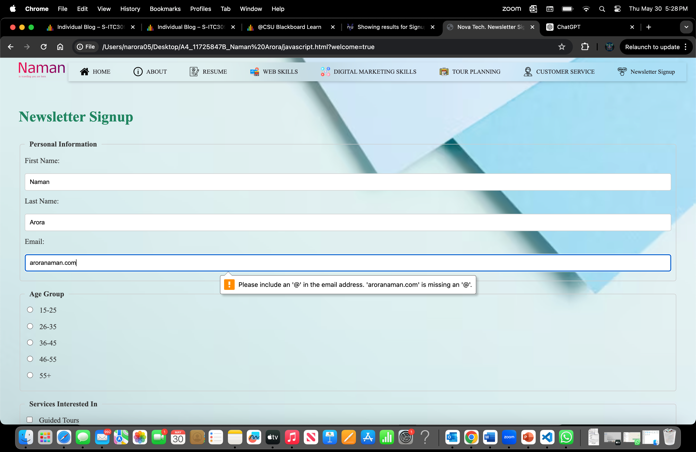 Chrome File Edit View History Bookmarks Profiles Tab Window Help zoom Thu May 30 5:28 PM
Individual Blog – S-ITC30 Individual Blog – S-ITC30 @CSU Blackboard Learn Showing results for Sign Nova Tech. Newsletter Si ChatGPT
File /Users/narora05/Desktop/A4_11725847B_Naman%20Arora/javascript.html?welcome=true Relaunch to update
Naman HOME ABOUT RESUME WEB SKILLS DIGITAL MARKETING SKILLS TOUR PLANNING CUSTOMER SERVICE Newsletter Signup
Newsletter Signup
Personal Information
First Name:
Naman
Last Name:
Arora
Email:
aroranaman.com
Please include an '@' in the email address. 'aroranaman.com' is missing an '@'.
Age Group
15-25
26-35
36-45
46-55
55+
Services Interested In
Guided Tours